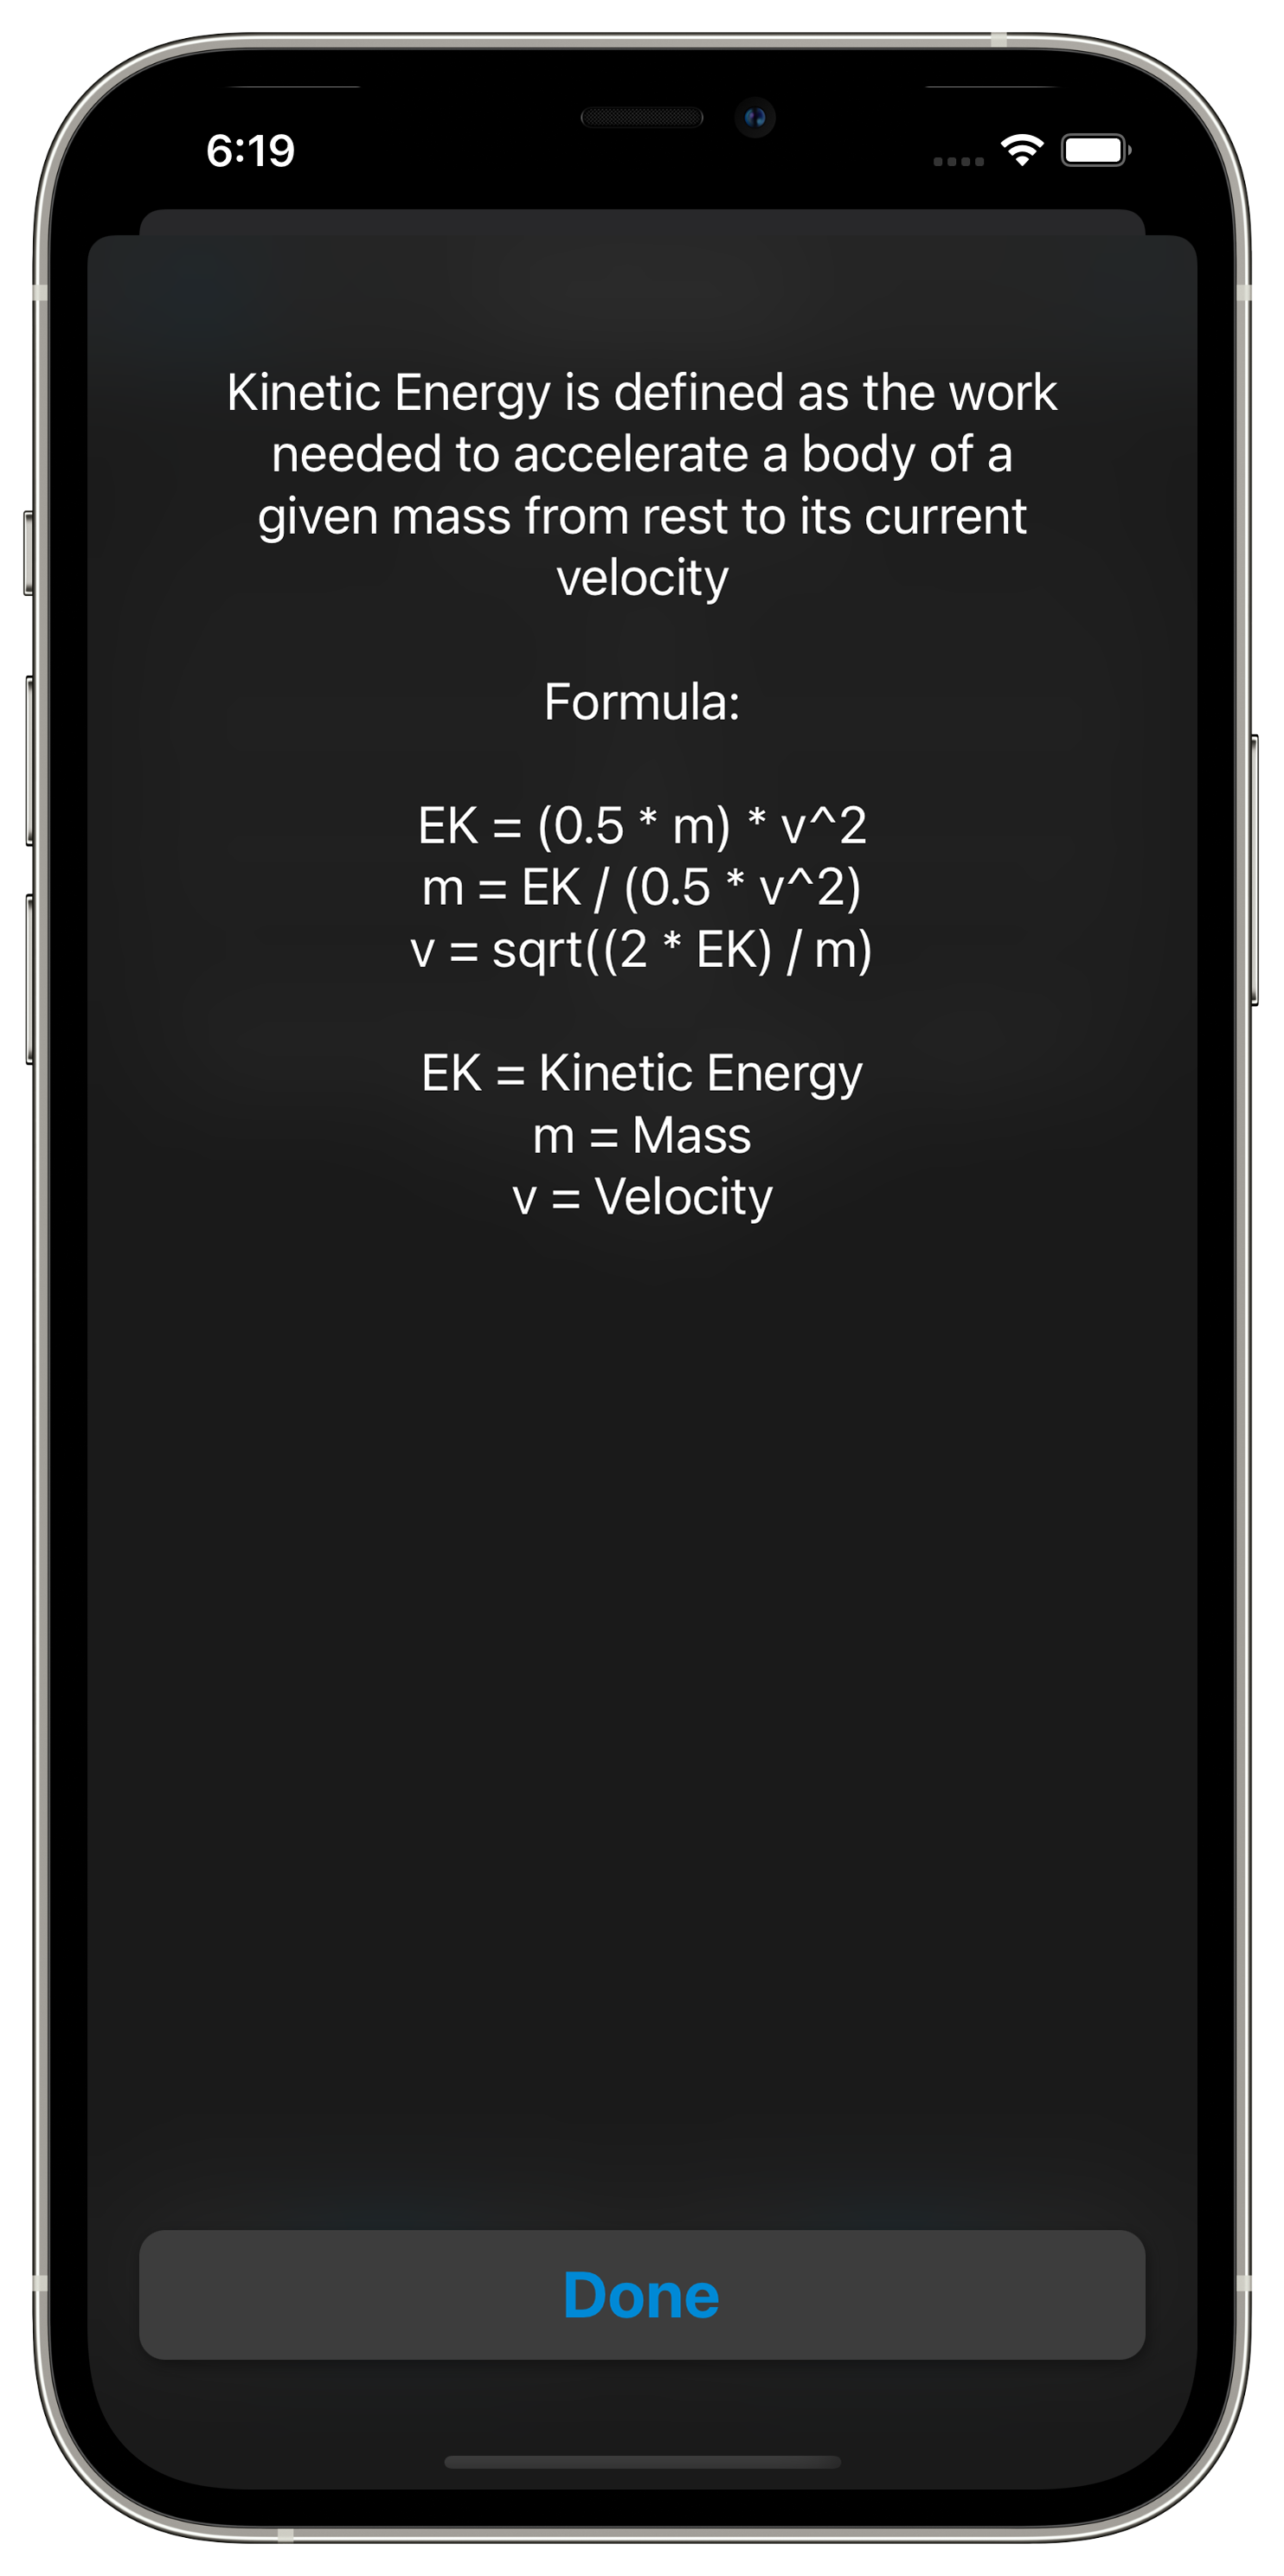 6:19
Kinetic Energy is defined as the work
needed to accelerate a body of a
given mass from rest to its current
velocity
Formula:
EK = (0.5 * m) * v^2
m = EK / (0.5 * v^2)
v = sqrt((2 * EK) / m)
EK = Kinetic Energy
m = Mass
v = Velocity
Done